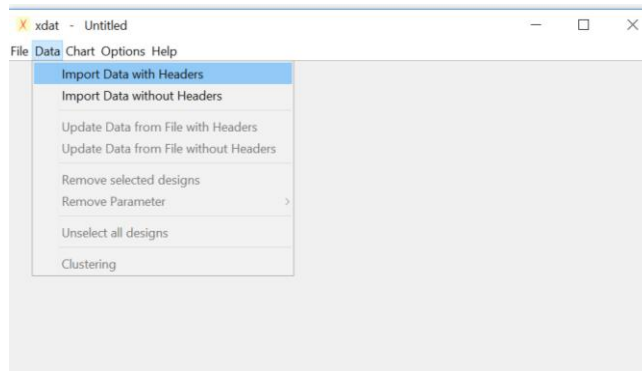 xdat - Untitled
File Data Chart Options Help
Import Data with Headers
Import Data without Headers
Update Data from File with Headers
Update Data from File without Headers
Remove selected designs
Remove Parameter
Unselect all designs
Clustering